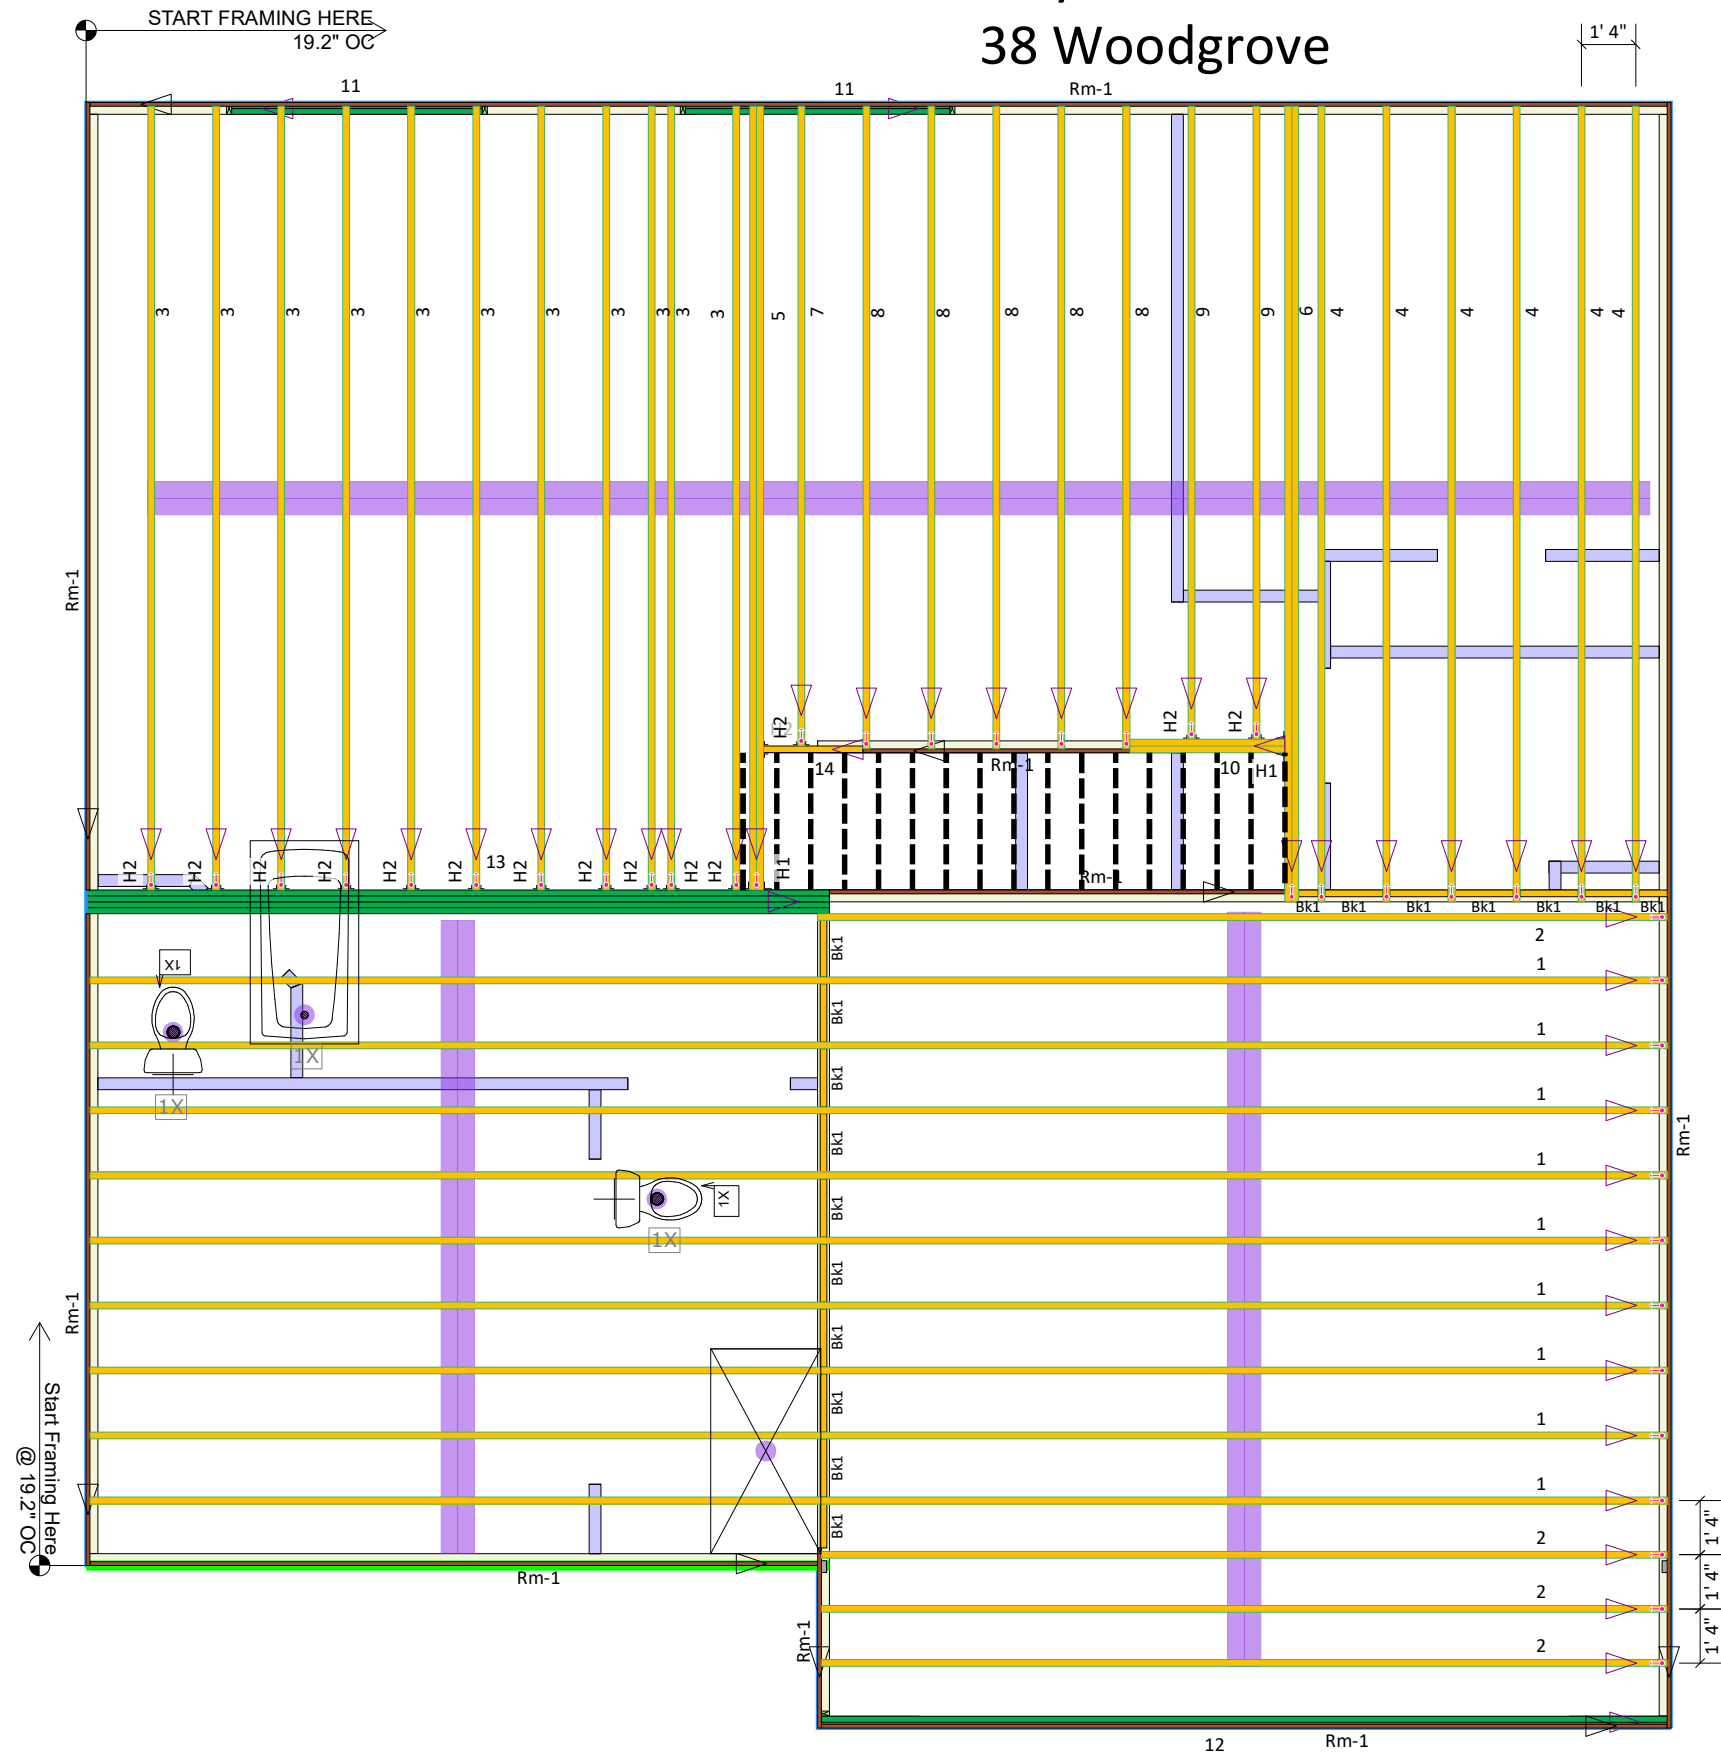 START FRAMING HERE
19.2" OC
38 Woodgrove
1' 4"
11
11
Rm-1
3
3
3
3
3
3
3
3
3
3
3
5
7
8
8
8
8
8
9
9
6
4
4
4
4
4
4
Rm-1
H2
H2
H2
14
Rm-1
10
H1
H2
H2
H2
H2
H2
H2
13
H2
H2
H2
H2
H2
H1
Rm-1
Bk1
Bk1
Bk1
Bk1
Bk1
Bk1
Bk1
2
1
1
1
1
1
1
1
1
1
2
2
2
Bk1
Bk1
Bk1
Bk1
Bk1
Bk1
Bk1
Bk1
Bk1
Bk1
1X
1X
1X
1X
1X
Rm-1
Rm-1
Start Framing Here
@ 19.2" OC
1' 4"
1' 4"
1' 4"
Rm-1
Rm-1
12
Rm-1